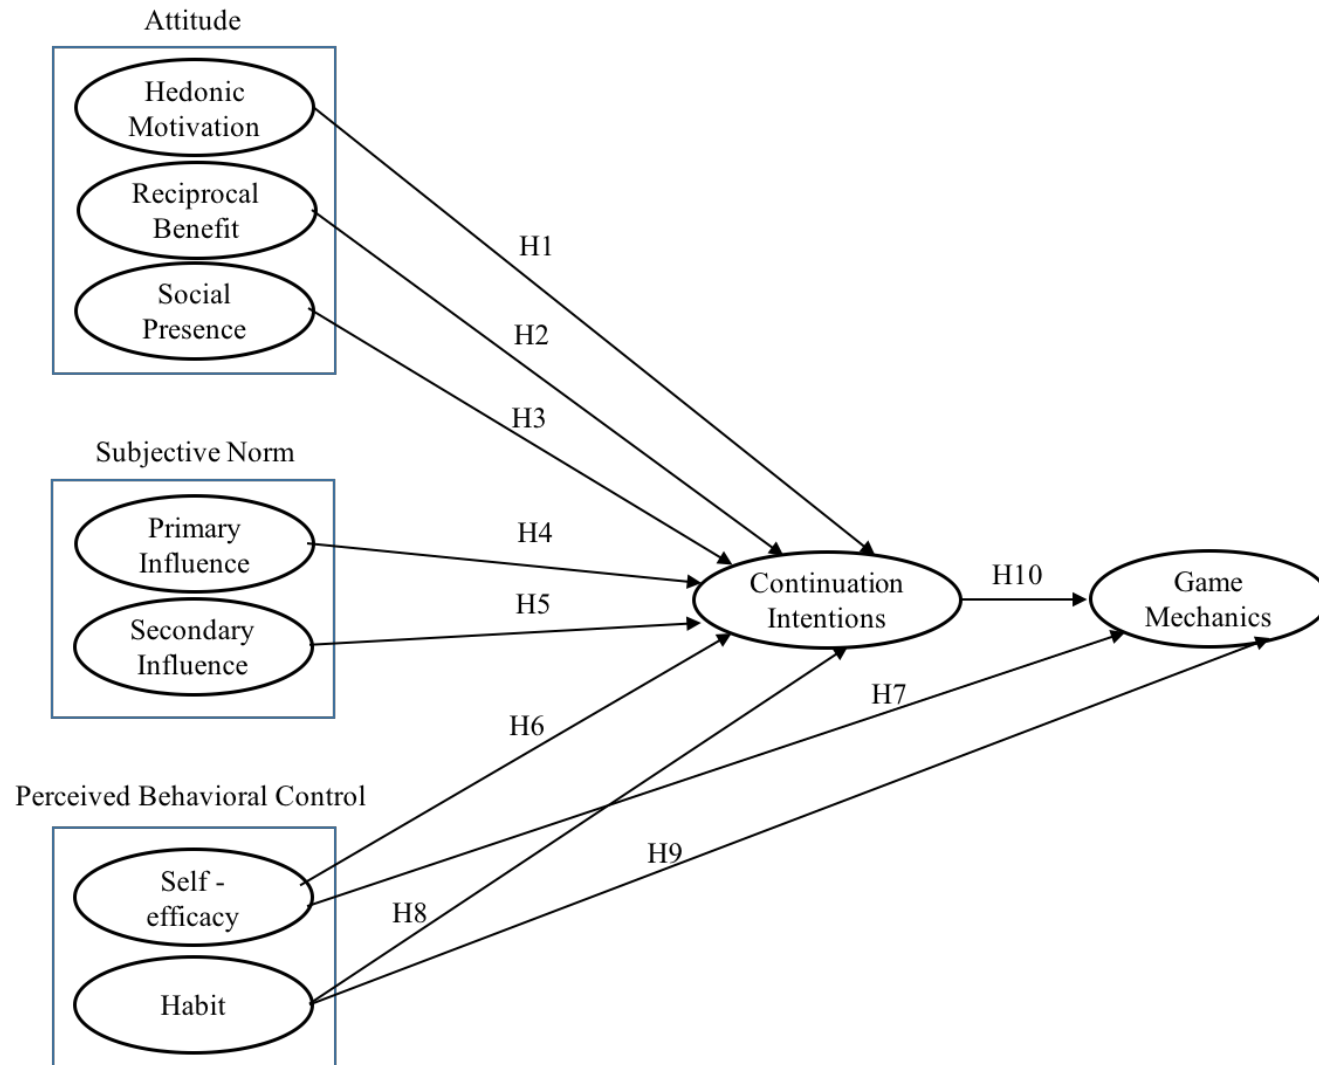 Attitude
Hedonic
Motivation
Reciprocal
Benefit
Social
Presence
H1
H2
H3
Subjective Norm
Primary
Influence
Secondary
Influence
H4
H5
Continuation
Intentions
H10
Game
Mechanics
H6
H7
Perceived Behavioral Control
Self -
efficacy
Habit
H8
H9